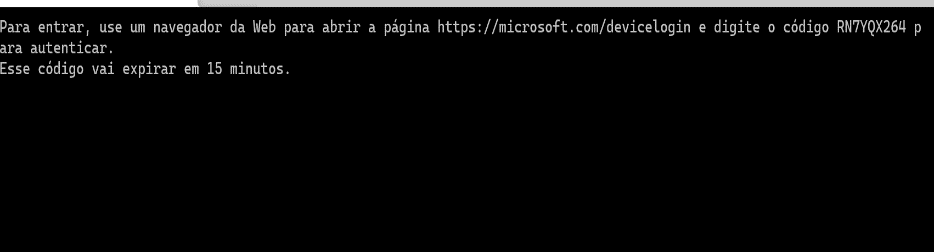 Para entrar, use um navegador da Web para abrir a página https://microsoft.com/devicelogin e digite o código RN7YQX264 p
ara autenticar.
Esse código vai expirar em 15 minutos.